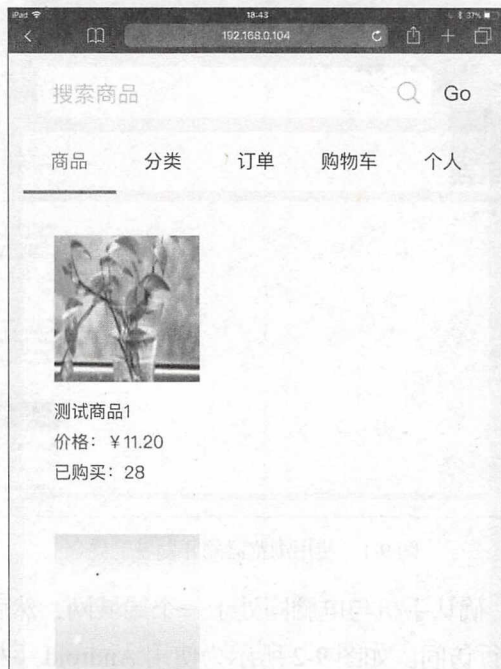 iPad 18:43 37%
192.168.0.104
搜索商品 Go
商品 分类 订单 购物车 个人
测试商品1
价格：￥11.20
已购买：28